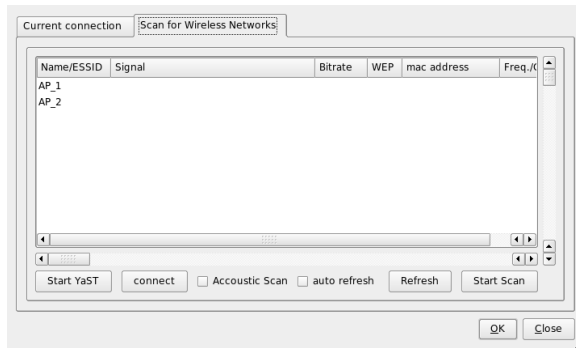 Current connection Scan for Wireless Networks
Name/ESSID Signal Bitrate WEP mac address Freq./
AP_1
AP_2
Start YaST connect Accoustic Scan auto refresh Refresh Start Scan
OK Close